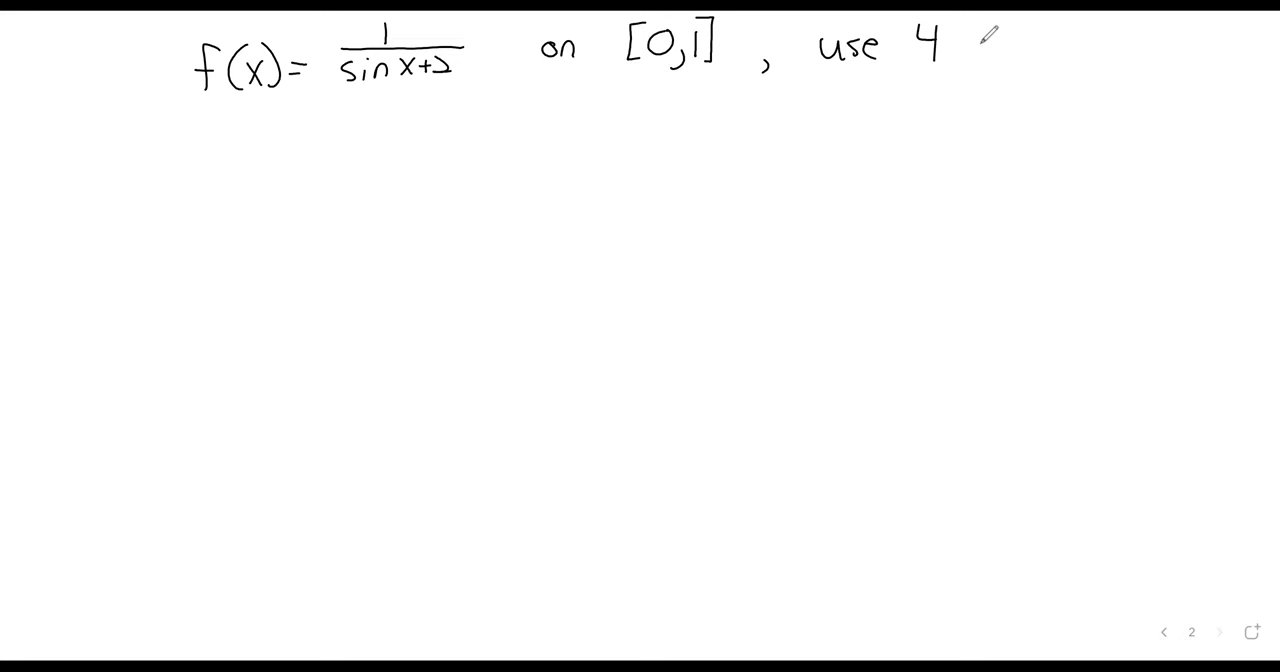 f(x) = 1/(sin x+2) on [0,1] , use 4
2